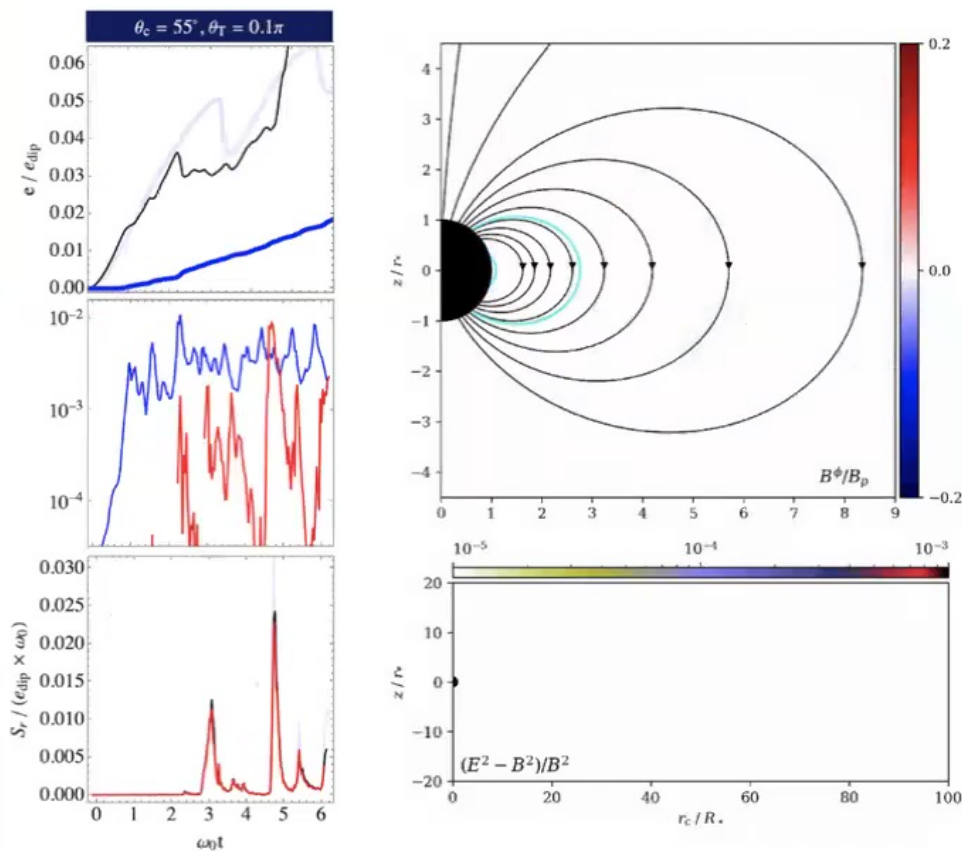 θc = 55°, θT = 0.1π
e / edip
0.06
0.05
0.04
0.03
0.02
0.01
0.00
10⁻²
10⁻³
10⁻⁴
Sr / (edip × ω0)
0.030
0.025
0.020
0.015
0.010
0.005
0.000
0 1 2 3 4 5 6
ω0t
z / r*
4
3
2
1
0
−1
−2
−3
−4
0 1 2 3 4 5 6 7 8 9
B^ϕ/Bp
0.2
0.0
−0.2
10⁻⁵ 10⁻⁴ 10⁻³
z / r*
20
10
0
−10
−20
(E² − B²)/B²
0 20 40 60 80 100
rc / R*